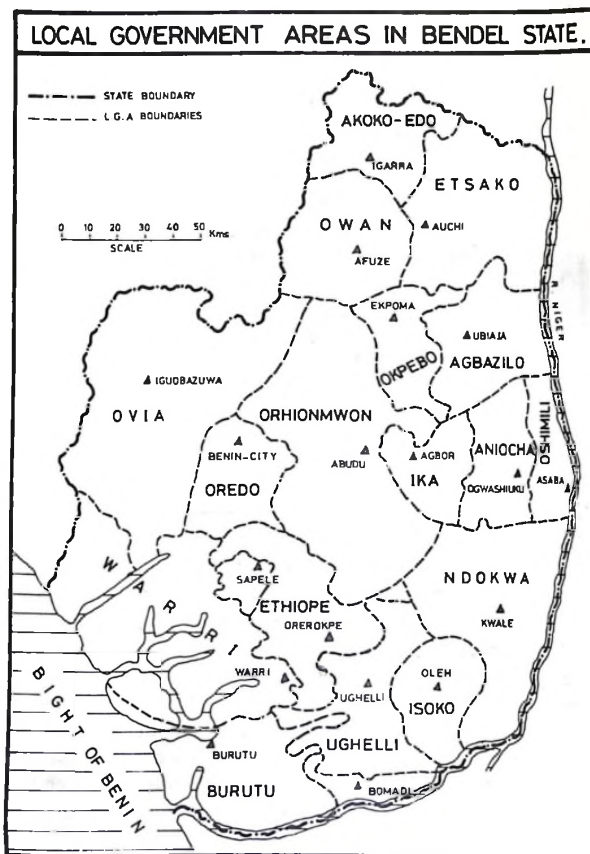 LOCAL GOVERNMENT AREAS IN BENDEL STATE.
STATE BOUNDARY
L.G.A BOUNDARIES
0 10 20 30 40 50 Kms
SCALE
AKOKO-EDO
IGARRA
ETSAKO
OWAN
AUCHI
AFUZE
R. NIGER
EKPOMA
UBIAJA
IOKPEBO
AGBAZILO
IGUOBAZUWA
OVIA
ORHIONMWON
OSHIMILI
BENIN-CITY
ABUDU
AGBOR
ANIOCHA
IKA
OGWASHIUKU
ASABA
OREDO
WARRI
SAPELE
NDOKWA
ETHIOPE
OREROKPE
KWALE
WARRI
UGHELLI
OLEH
ISOKO
BURUTU
UGHELLI
BURUTU
BOMADI
BIGHT OF BENIN